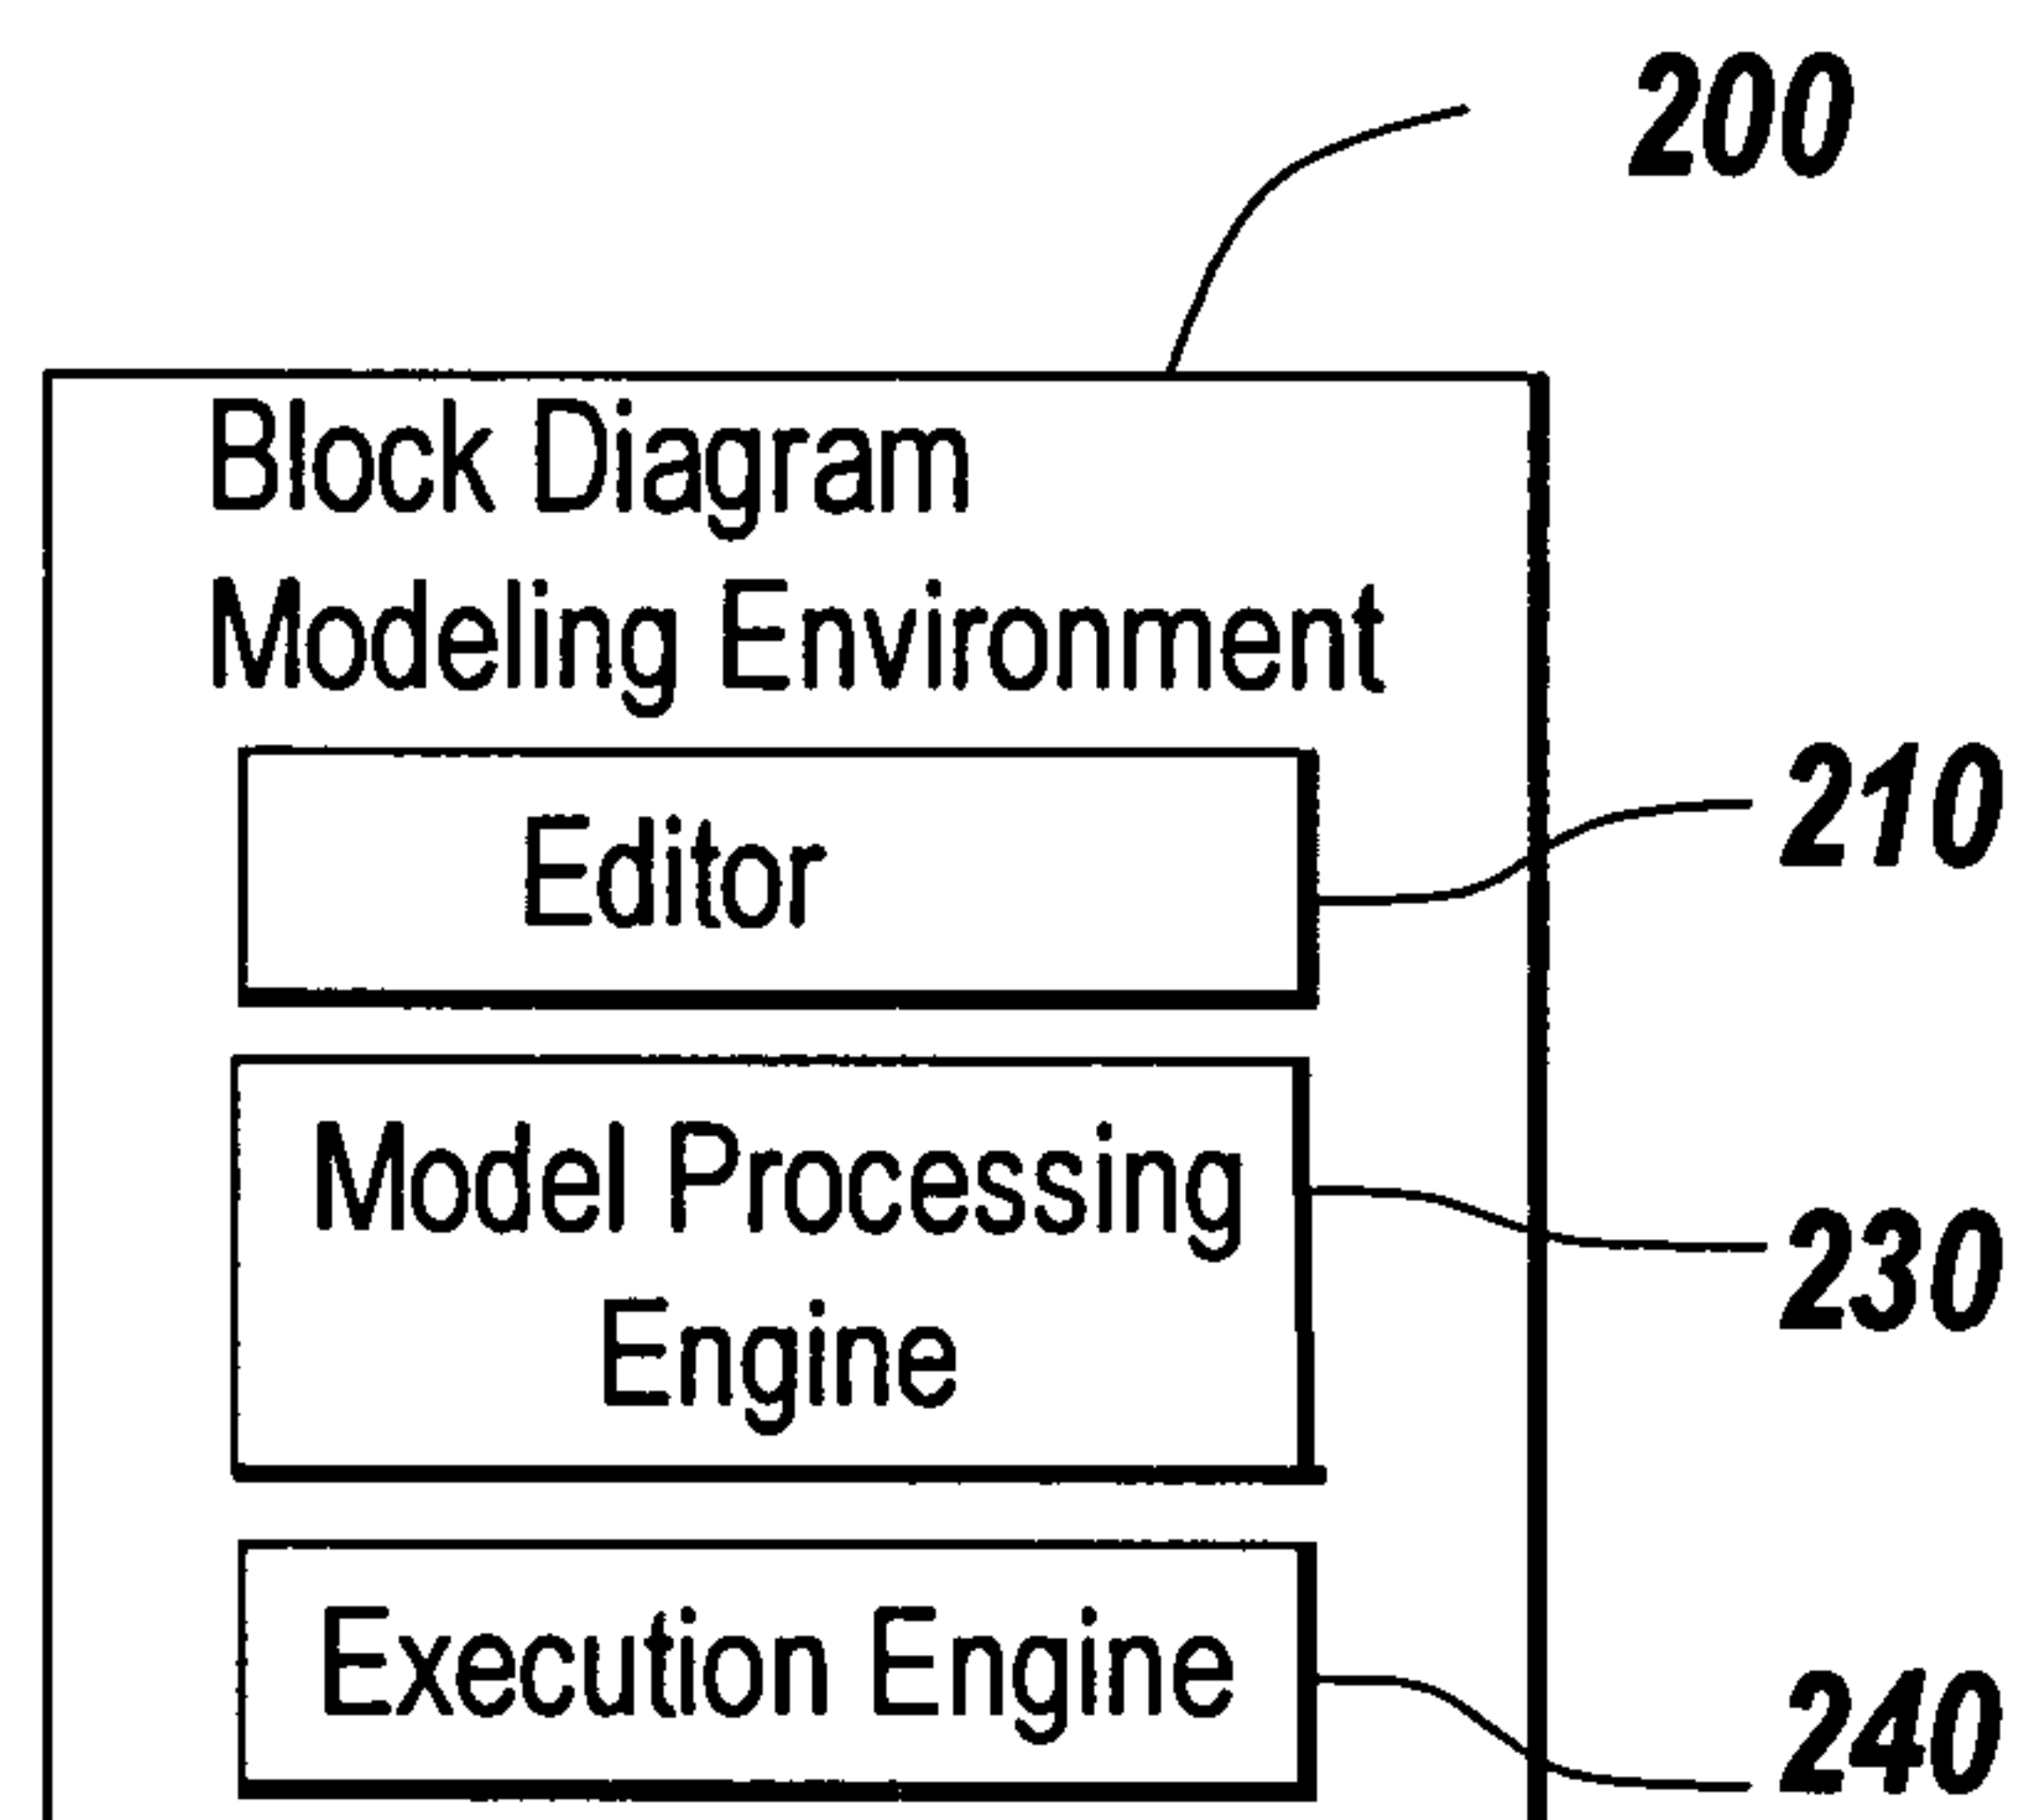 200
Block Diagram
Modeling Environment
Editor
210
Model Processing
Engine
230
Execution Engine
240